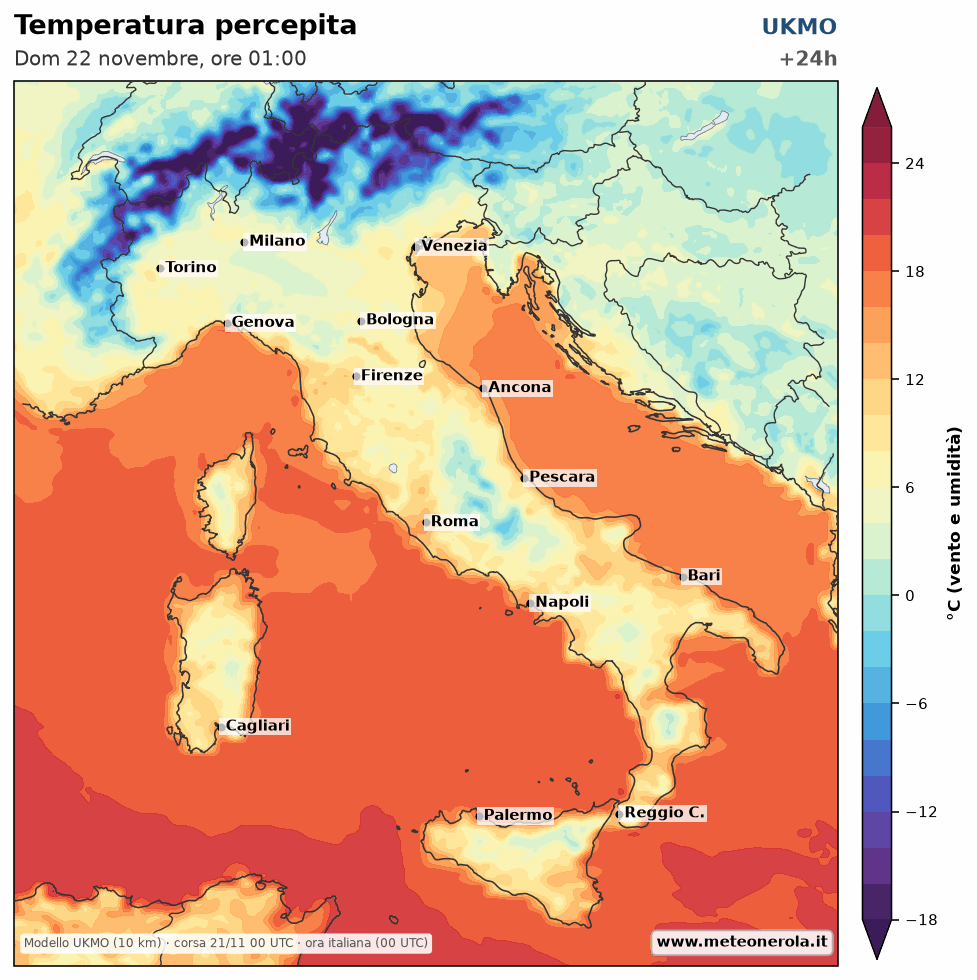 Temperatura percepita
UKMO
Dom 22 novembre, ore 01:00
+24h
Milano
Venezia
Torino
Genova
Bologna
Firenze
Ancona
Pescara
Roma
Bari
Napoli
Cagliari
Palermo
Reggio C.
24
18
12
6
0
−6
−12
−18
°C (vento e umidità)
Modello UKMO (10 km) · corsa 21/11 00 UTC · ora italiana (00 UTC)
www.meteonerola.it